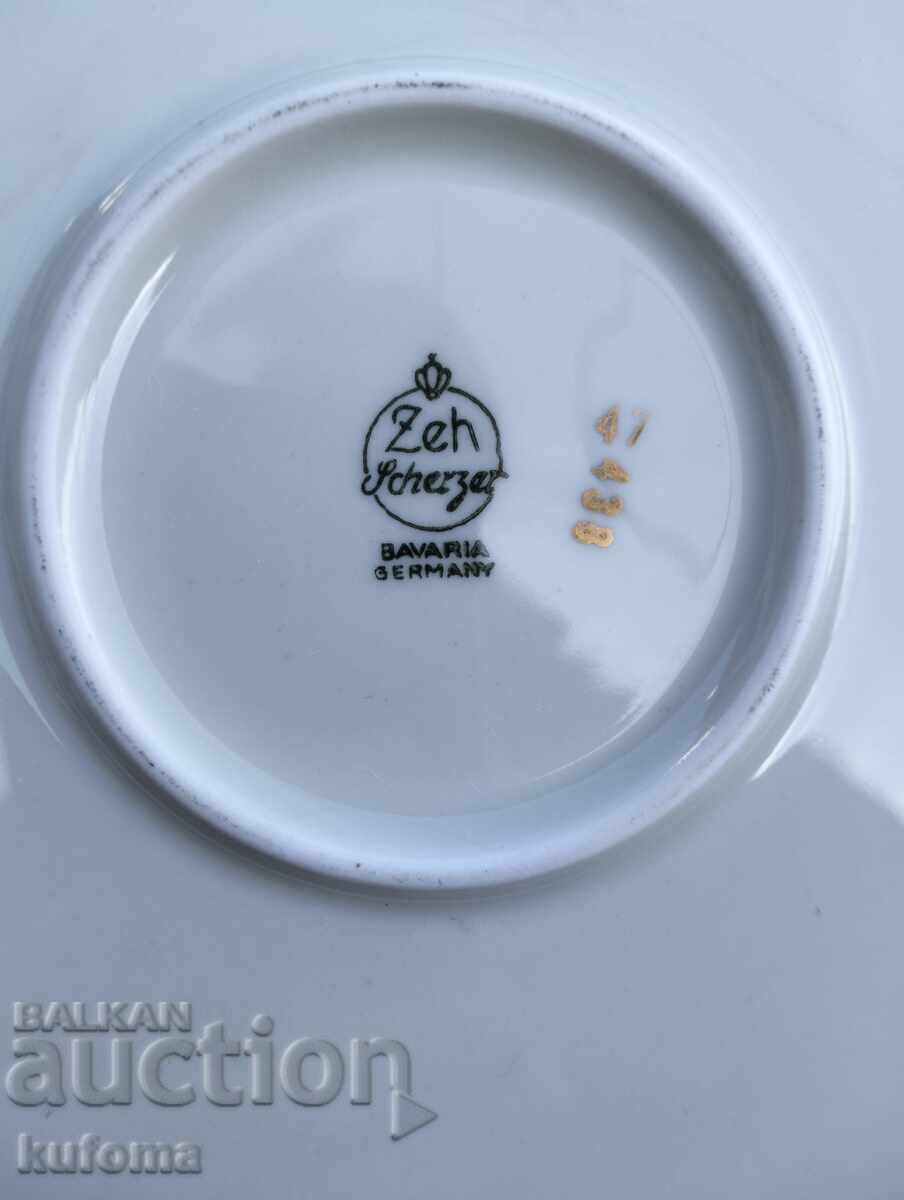 Zeh
Scherzer
BAVARIA
GERMANY
47
BALKAN
auction
kufoma